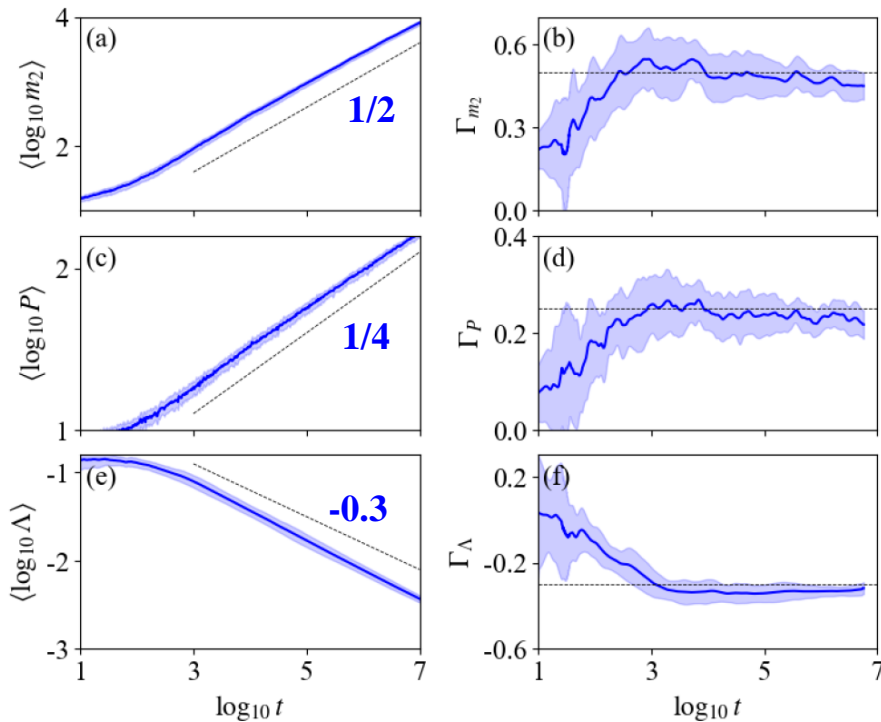 (a)
4
2
⟨log₁₀ m₂⟩
1/2
(b)
0.6
0.3
0.0
Γₘ₂
(c)
2
1
⟨log₁₀ P⟩
1/4
(d)
0.4
0.2
0.0
Γ_P
(e)
-1
-2
-3
⟨log₁₀ Λ⟩
-0.3
1 3 5 7
log₁₀ t
(f)
0.2
-0.2
-0.6
Γ_Λ
1 3 5 7
log₁₀ t